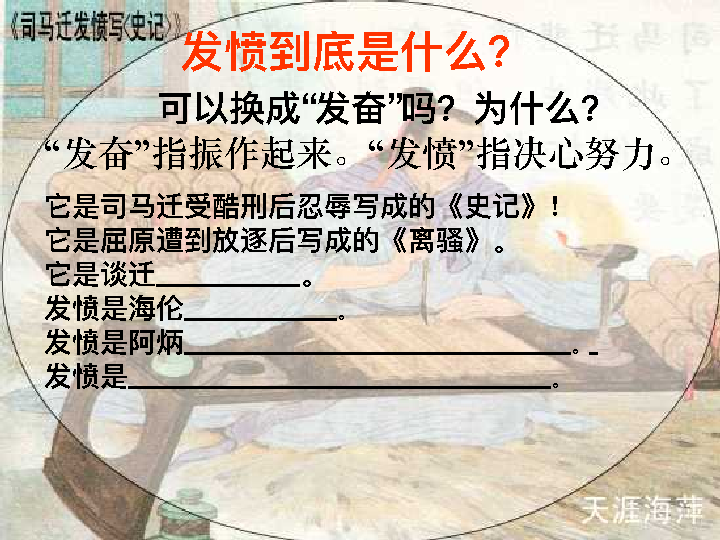 《司马迁发愤写《史记》》
发愤到底是什么？
可以换成“发奋”吗？为什么？
“发奋”指振作起来。“发愤”指决心努力。
它是司马迁受酷刑后忍辱写成的《史记》！
它是屈原遭到放逐后写成的《离骚》。
它是谈迁__________。
发愤是海伦__________。
发愤是阿炳__________________________。
发愤是____________________________。
天涯海萍